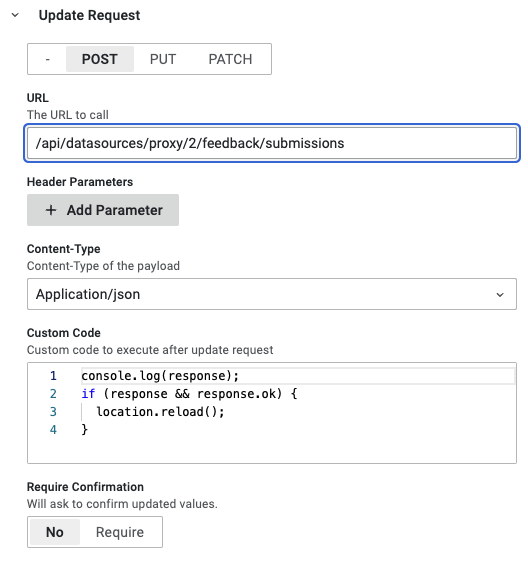 Update Request
- POST PUT PATCH
URL
The URL to call
/api/datasources/proxy/2/feedback/submissions
Header Parameters
+ Add Parameter
Content-Type
Content-Type of the payload
Application/json
Custom Code
Custom code to execute after update request
1 console.log(response);
2 if (response && response.ok) {
3 location.reload();
4 }
Require Confirmation
Will ask to confirm updated values.
No Require